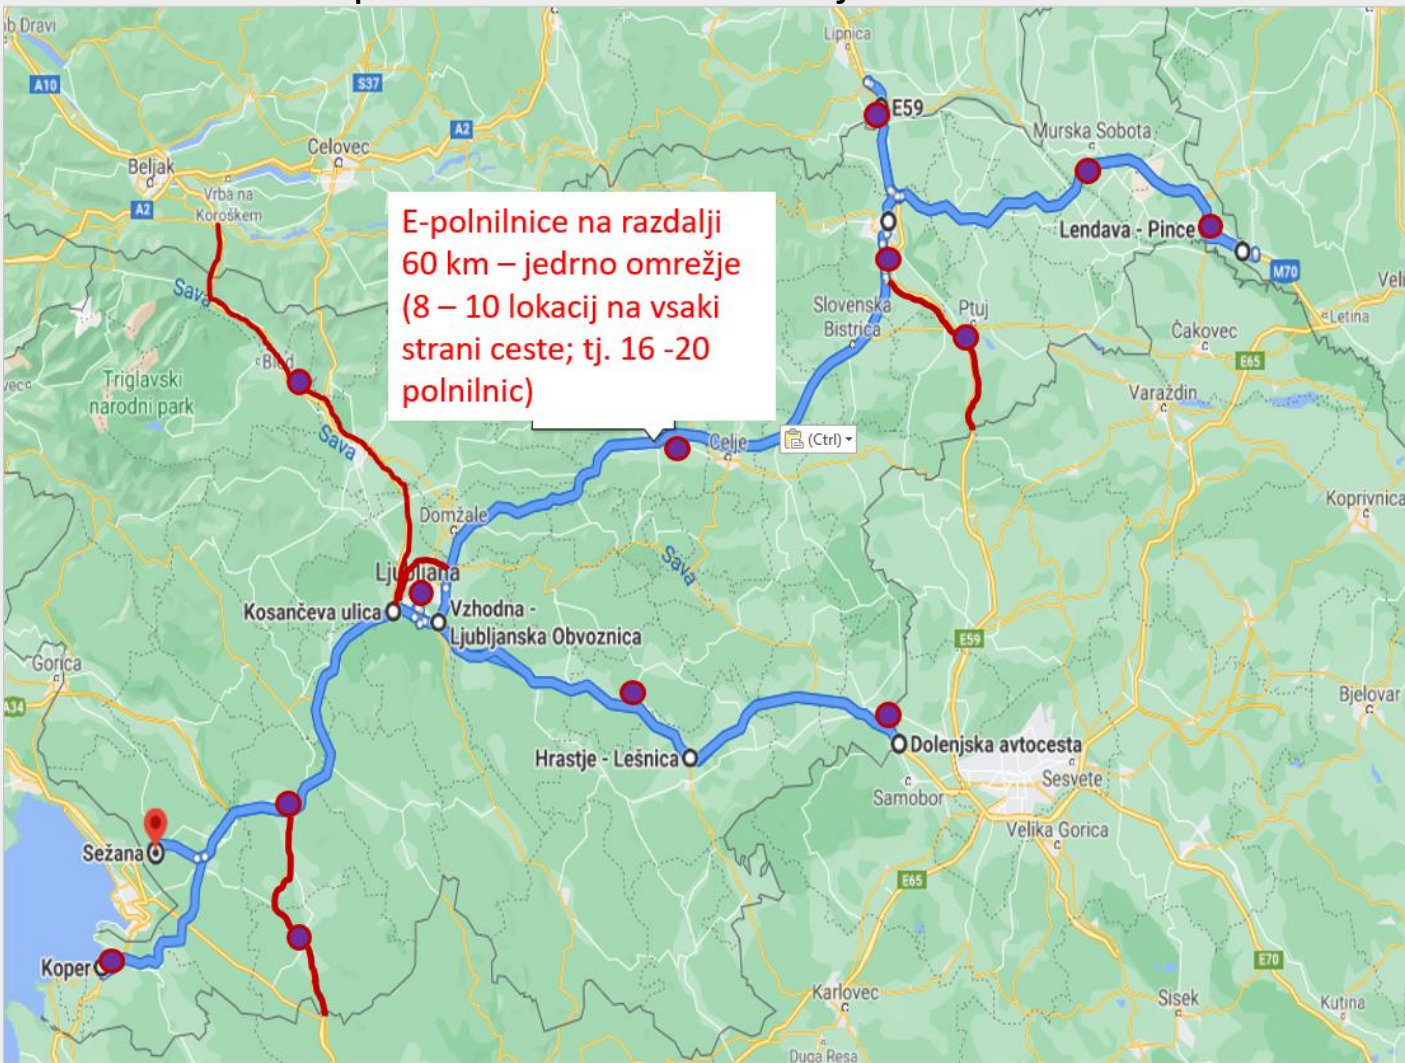 Lipnica
A10
S37
E59
A2
Murska Sobota
Celovec
Beljak
Vrba na
Koroškem
A2
E-polnilnice na razdalji
60 km – jedrno omrežje
(8 – 10 lokacij na vsaki
strani ceste; tj. 16 -20
polnilnic)
Lendava - Pince
M70
Sava
Slovenska
Bistrica
Ptuj
Letina
Čakovec
E65
Triglavski
narodni park
Varaždin
Sava
Celje
(Ctrl)
Koprivnica
Domžale
Sava
Ljubljana
Kosančeva ulica
Vzhodna -
Ljubljanska Obvoznica
E59
Gorica
A34
Bjelovar
Hrastje - Lešnica
Dolenjska avtocesta
Sesvete
Samobor
Velika Gorica
Sežana
E65
Koper
E70
Karlovec
Sisek
Kutina
Duga Resa